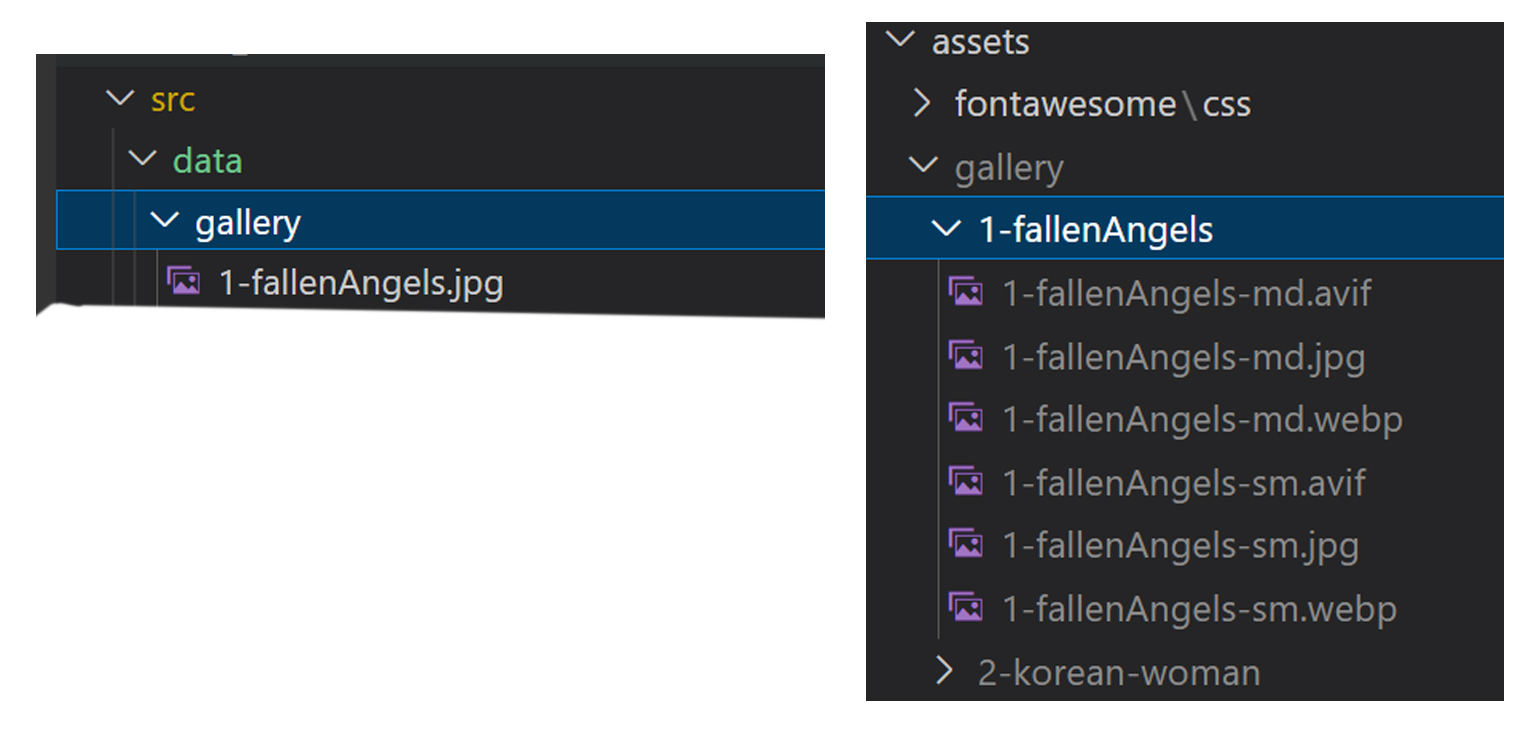 src
data
gallery
1-fallenAngels.jpg
assets
fontawesome\css
gallery
1-fallenAngels
1-fallenAngels-md.avif
1-fallenAngels-md.jpg
1-fallenAngels-md.webp
1-fallenAngels-sm.avif
1-fallenAngels-sm.jpg
1-fallenAngels-sm.webp
2-korean-woman